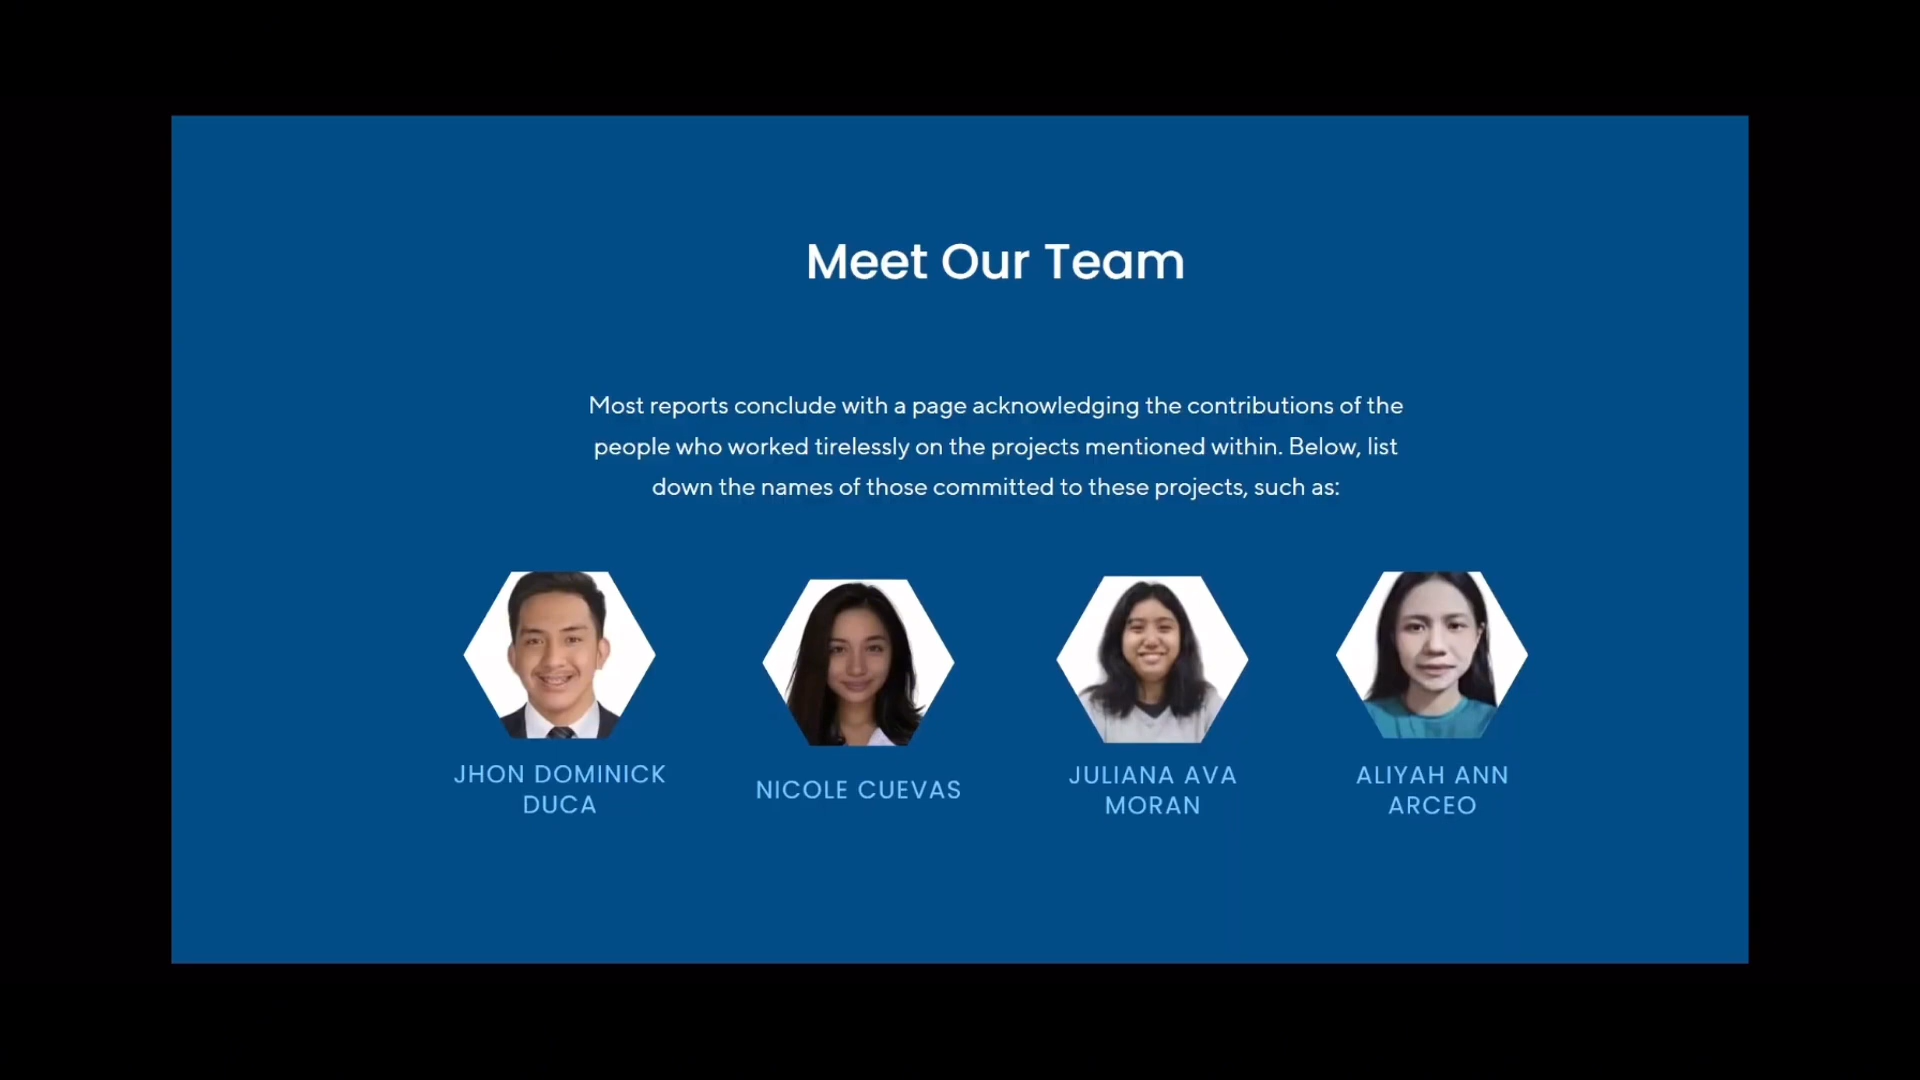 Meet Our Team
Most reports conclude with a page acknowledging the contributions of the
people who worked tirelessly on the projects mentioned within. Below, list
down the names of those committed to these projects, such as:
JHON DOMINICK
DUCA
NICOLE CUEVAS
JULIANA AVA
MORAN
ALIYAH ANN
ARCEO